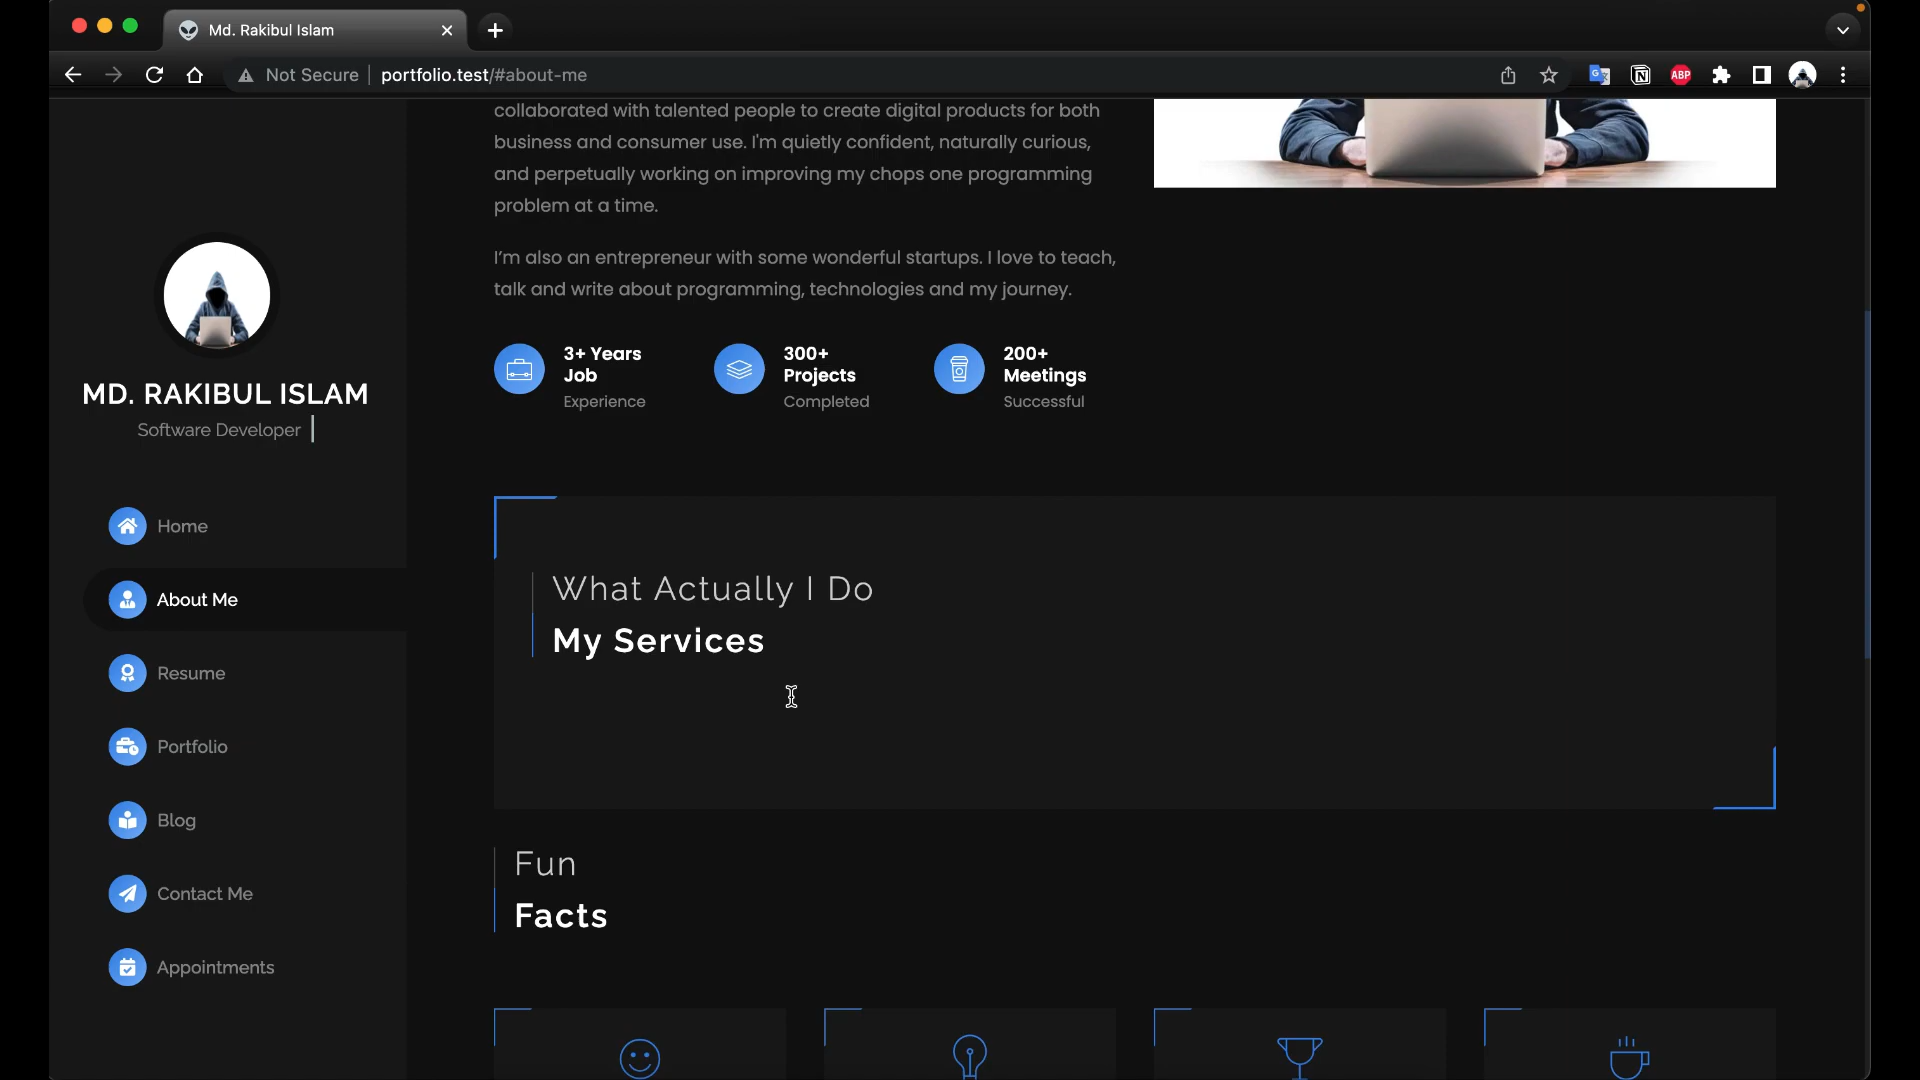 Md. Rakibul Islam
Not Secure | portfolio.test/#about-me
ABP
collaborated with talented people to create digital products for both
business and consumer use. I'm quietly confident, naturally curious,
and perpetually working on improving my chops one programming
problem at a time.
I'm also an entrepreneur with some wonderful startups. I love to teach,
talk and write about programming, technologies and my journey.
3+ Years
Job
Experience
300+
Projects
Completed
200+
Meetings
Successful
MD. RAKIBUL ISLAM
Software Developer
Home
About Me
Resume
Portfolio
Blog
Contact Me
Appointments
What Actually I Do
My Services
Fun
Facts